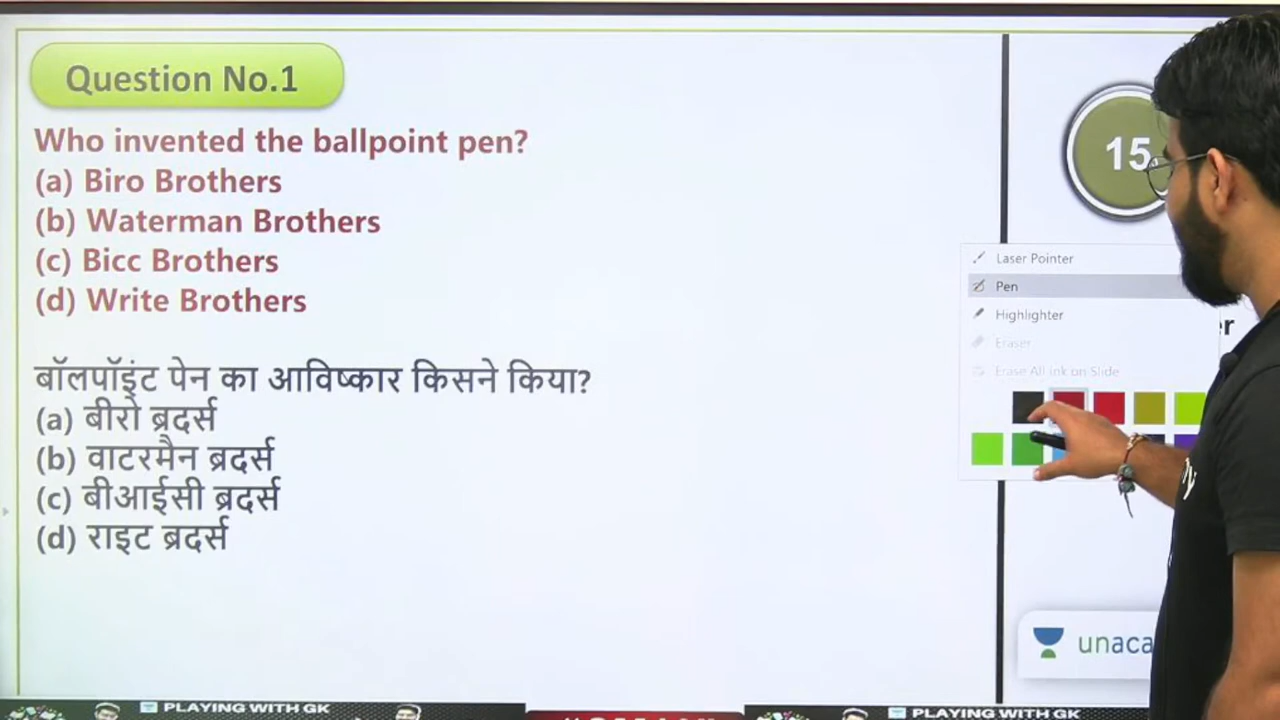 Question No.1
15
Who invented the ballpoint pen?
(a) Biro Brothers
(b) Waterman Brothers
(c) Bicc Brothers
(d) Write Brothers
Laser Pointer
Pen
Highlighter
Eraser
Erase All Ink on Slide
बॉलपॉइंट पेन का आविष्कार किसने किया?
(a) बीरो ब्रदर्स
(b) वाटरमैन ब्रदर्स
(c) बीआईसी ब्रदर्स
(d) राइट ब्रदर्स
unaca
PLAYING WITH GK
PLAYING WITH GK